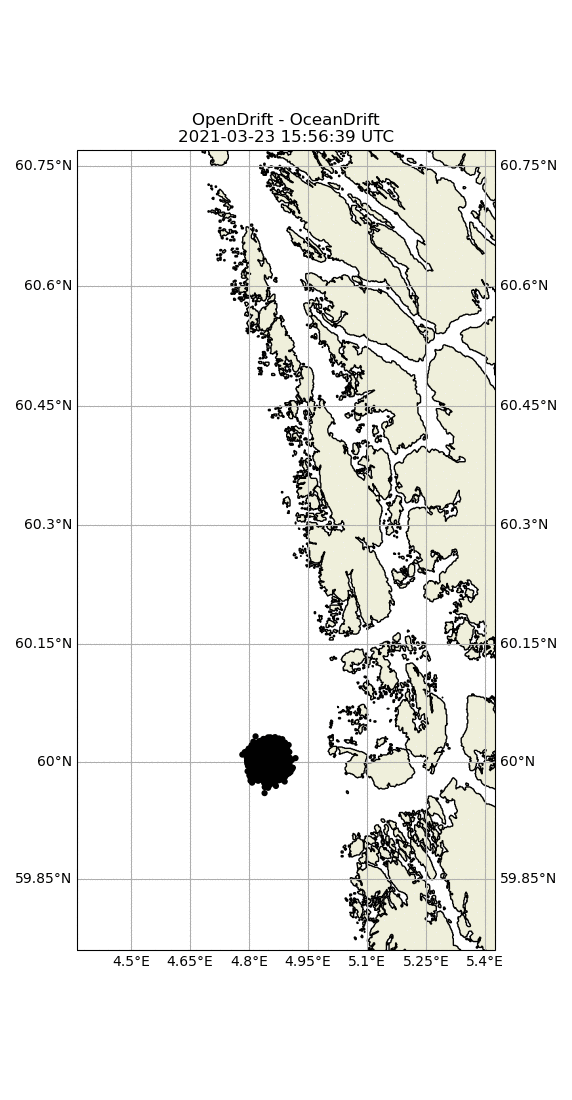 OpenDrift - OceanDrift
2021-03-23 15:56:39 UTC
60.75°N 60.75°N
60.6°N 60.6°N
60.45°N 60.45°N
60.3°N 60.3°N
60.15°N 60.15°N
60°N 60°N
59.85°N 59.85°N
4.5°E 4.65°E 4.8°E 4.95°E 5.1°E 5.25°E 5.4°E